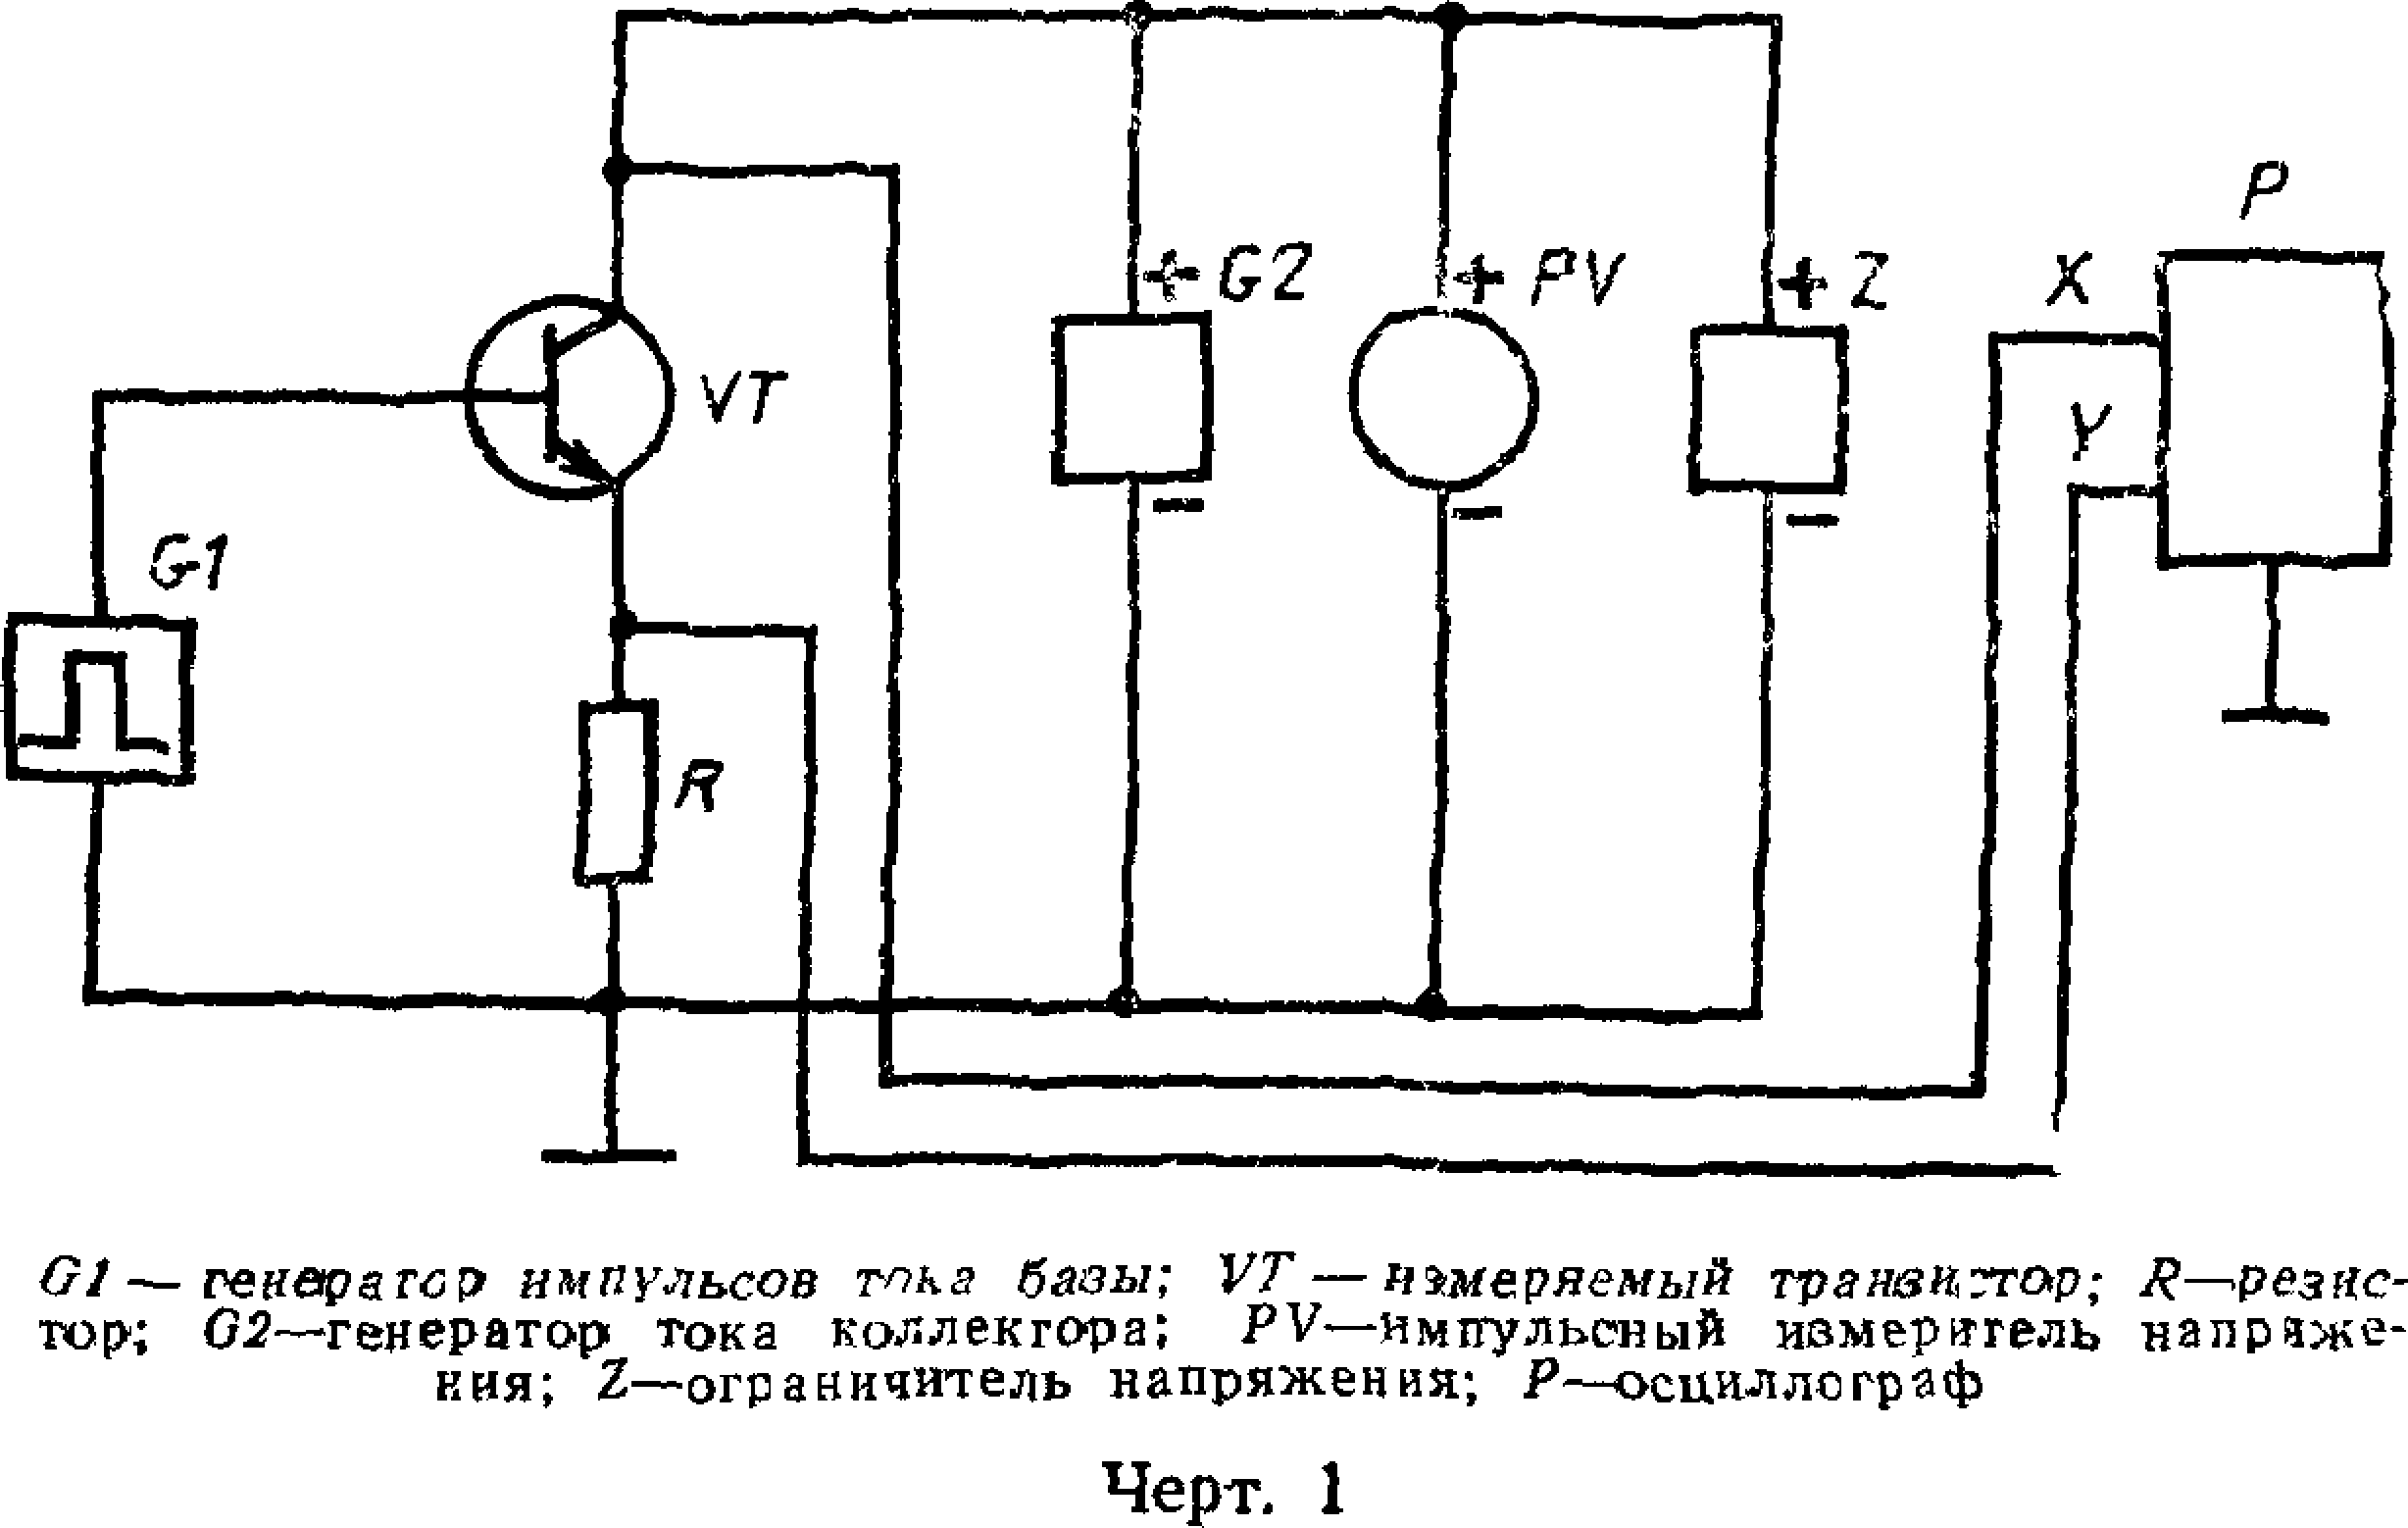 P
+ G2
+ PV
+ Z
X
VT
Y
G1
R
G1 — генератор импульсов тока базы; VT — измеряемый транзистор; R—резис-
тор; G2—генератор тока коллектора; PV—импульсный измеритель напряже-
ния; Z—ограничитель напряжения; P—осциллограф
Черт. 1